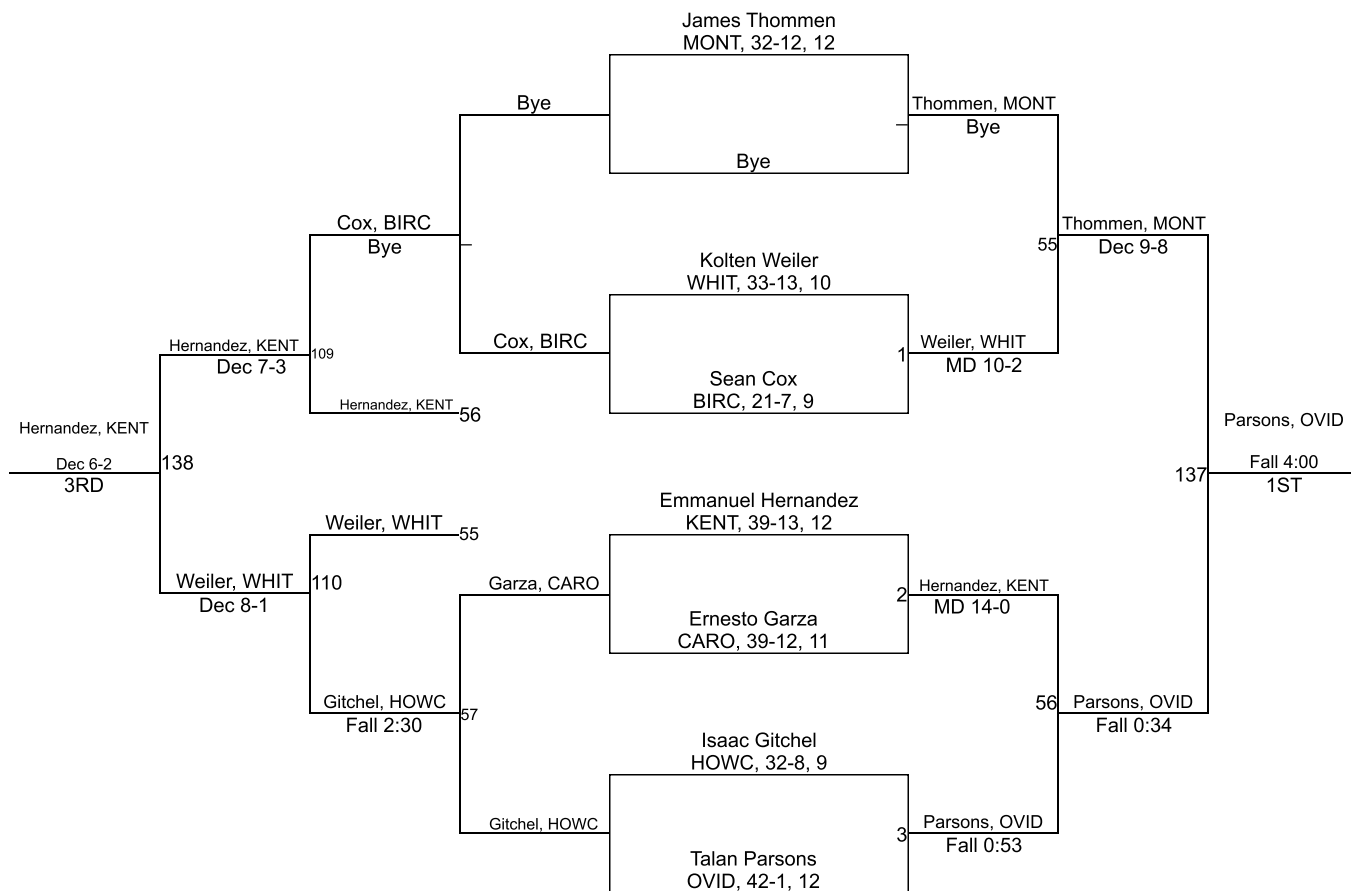 James Thommen
MONT, 32-12, 12
Bye
Thommen, MONT
Bye
Bye
Cox, BIRC
Bye
Thommen, MONT
55
Dec 9-8
Kolten Weiler
WHIT, 33-13, 10
Cox, BIRC
1
Weiler, WHIT
MD 10-2
Sean Cox
BIRC, 21-7, 9
Hernandez, KENT
109
Dec 7-3
Hernandez, KENT
56
Hernandez, KENT
Dec 6-2
138
3RD
Parsons, OVID
137
Fall 4:00
1ST
Emmanuel Hernandez
KENT, 39-13, 12
Weiler, WHIT
55
Weiler, WHIT
110
Dec 8-1
Garza, CARO
2
Hernandez, KENT
MD 14-0
Ernesto Garza
CARO, 39-12, 11
Gitchel, HOWC
57
Fall 2:30
56
Parsons, OVID
Fall 0:34
Isaac Gitchel
HOWC, 32-8, 9
Gitchel, HOWC
3
Parsons, OVID
Fall 0:53
Talan Parsons
OVID, 42-1, 12